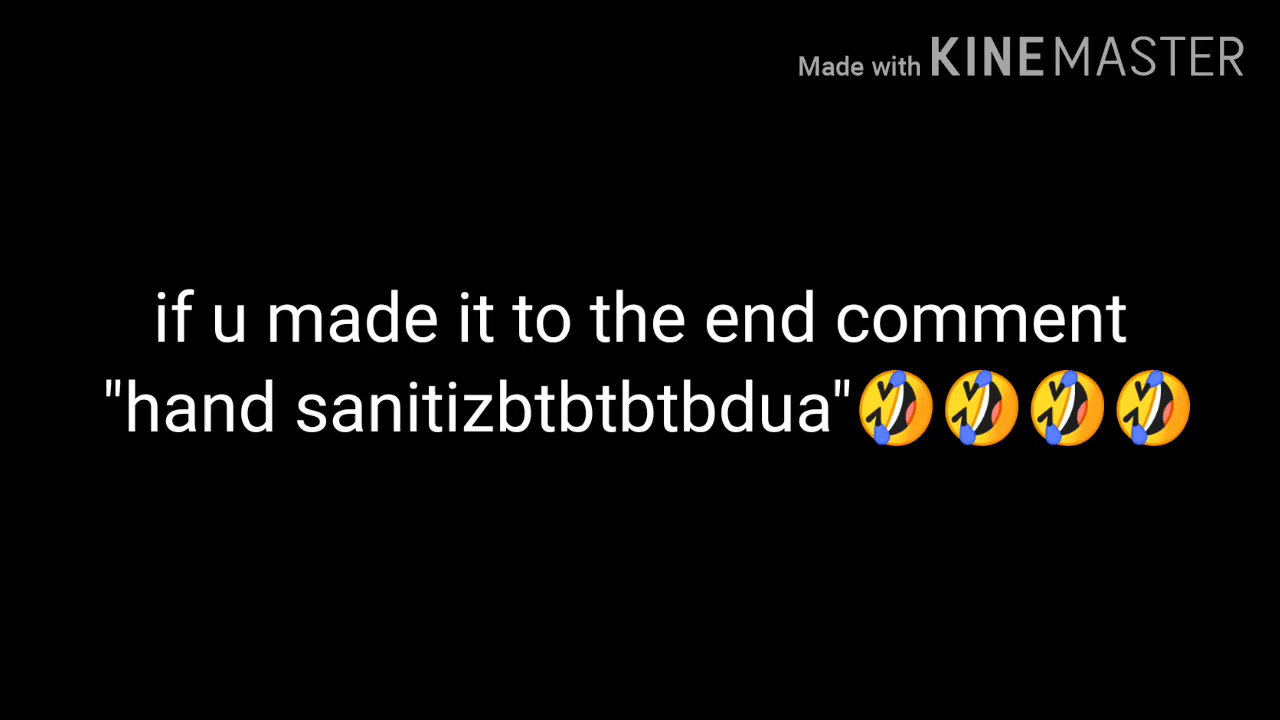 Made with KINEMASTER
if u made it to the end comment
"hand sanitizbtbtbtbdua"🤣🤣🤣🤣